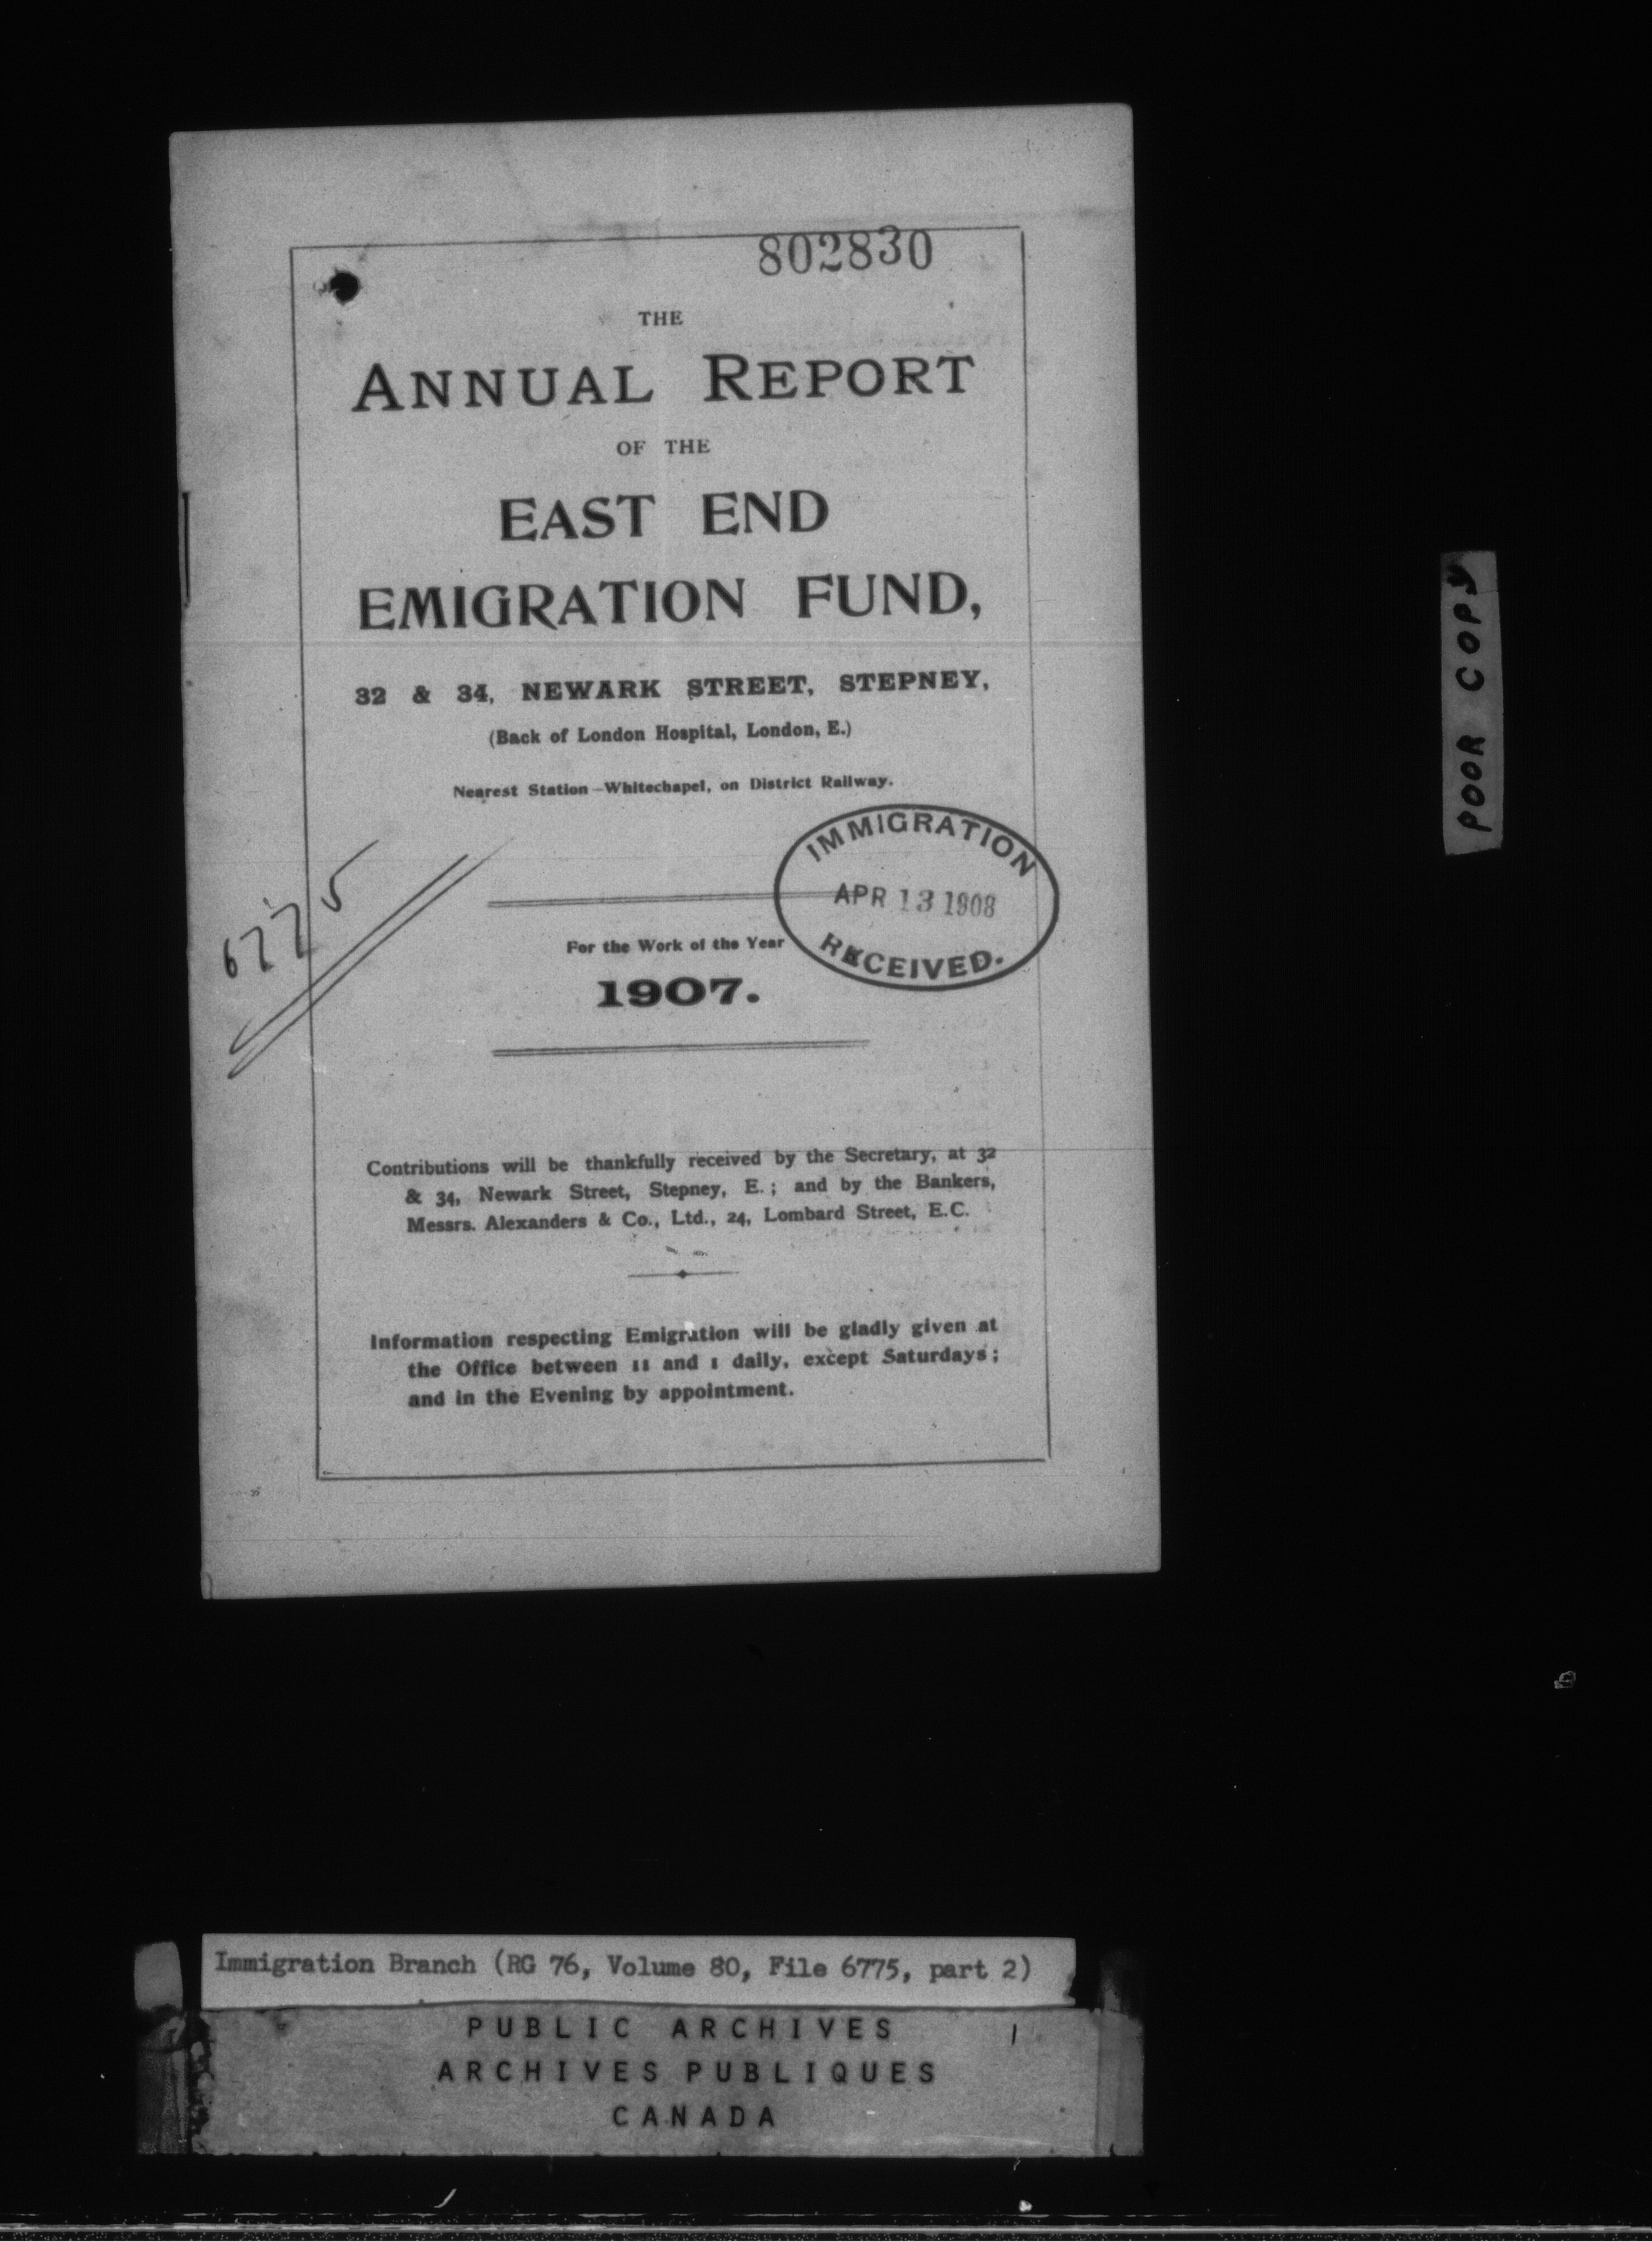 802830
THE
ANNUAL REPORT
OF THE
EAST END
EMIGRATION FUND,
32 & 34, NEWARK STREET, STEPNEY,
(Back of London Hospital, London, E.)
Nearest Station—Whitechapel, on District Railway.
IMMIGRATION
APR 13 1908
RECEIVED.
6775
For the Work of the Year
1907.
Contributions will be thankfully received by the Secretary, at 32
& 34, Newark Street, Stepney, E.; and by the Bankers,
Messrs. Alexanders & Co., Ltd., 24, Lombard Street, E.C.
Information respecting Emigration will be gladly given at
the Office between 11 and 1 daily, except Saturdays;
and in the Evening by appointment.
POOR COPY
Immigration Branch (RG 76, Volume 80, File 6775, part 2)
PUBLIC ARCHIVES
ARCHIVES PUBLIQUES
CANADA